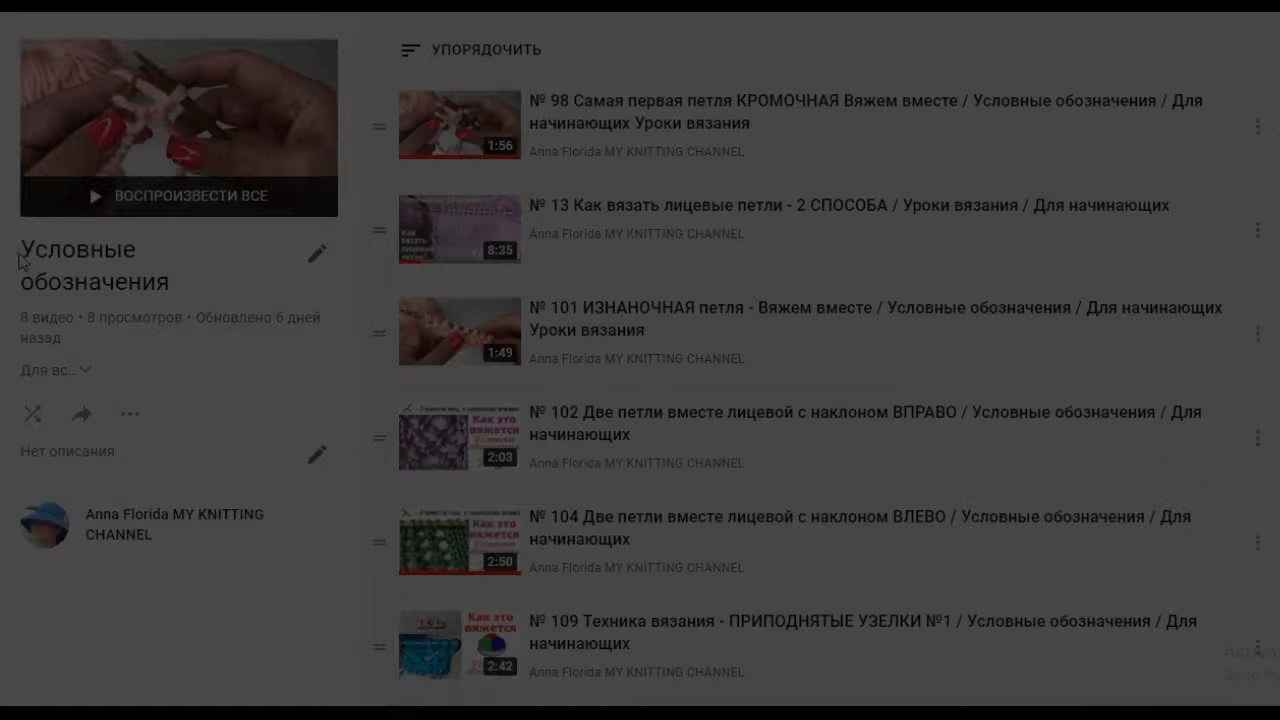 ВОСПРОИЗВЕСТИ ВСЕ
Условные
обозначения
8 видео • 8 просмотров • Обновлено 6 дней
назад
Для вс...
Нет описания
Anna Florida MY KNITTING
CHANNEL
УПОРЯДОЧИТЬ
№ 98 Самая первая петля КРОМОЧНАЯ Вяжем вместе / Условные обозначения / Для
начинающих Уроки вязания
1:56
Anna Florida MY KNITTING CHANNEL
№ 13 Как вязать лицевые петли - 2 СПОСОБА / Уроки вязания / Для начинающих
Anna Florida MY KNITTING CHANNEL
Как
вязать
лицевые
петли
8:35
№ 101 ИЗНАНОЧНАЯ петля - Вяжем вместе / Условные обозначения / Для начинающих
Уроки вязания
1:49
Anna Florida MY KNITTING CHANNEL
№ 102 Две петли вместе лицевой с наклоном ВПРАВО / Условные обозначения / Для
начинающих
Как это
вяжется
2:03
Anna Florida MY KNITTING CHANNEL
№ 104 Две петли вместе лицевой с наклоном ВЛЕВО / Условные обозначения / Для
начинающих
Как это
вяжется
2:50
Anna Florida MY KNITTING CHANNEL
№ 109 Техника вязания - ПРИПОДНЯТЫЕ УЗЕЛКИ №1 / Условные обозначения / Для
начинающих
Как это
вяжется
2:42
Anna Florida MY KNITTING CHANNEL